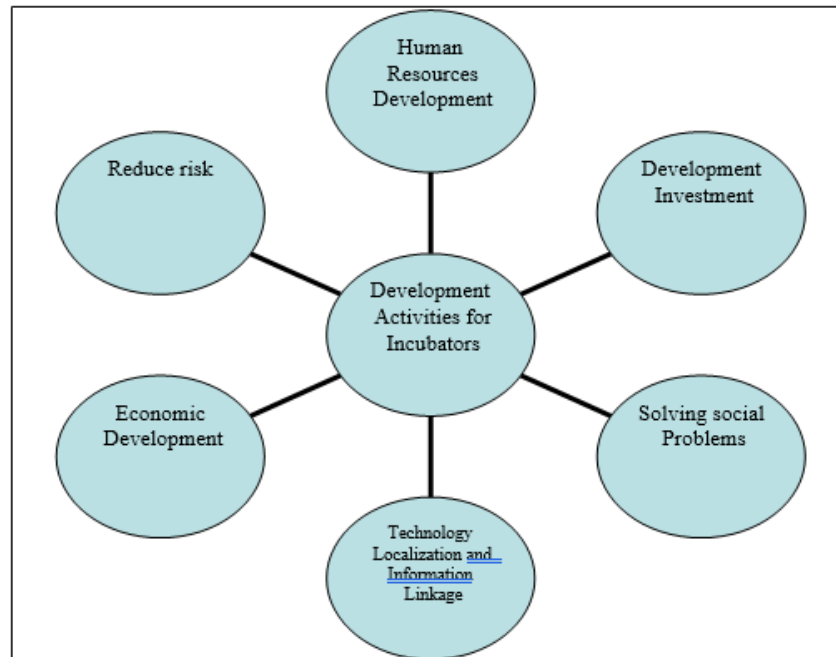 Human
Resources
Development
Reduce risk
Development
Investment
Development
Activities for
Incubators
Economic
Development
Solving social
Problems
Technology
Localization and
Information
Linkage